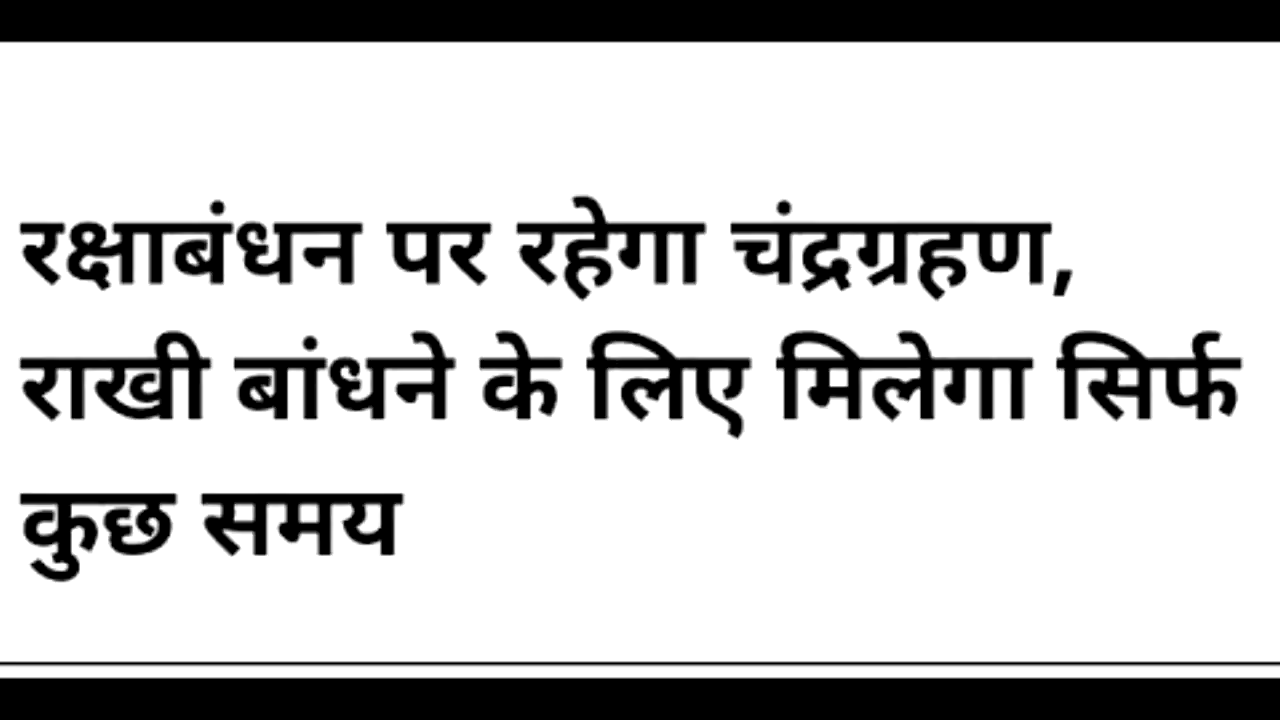 रक्षाबंधन पर रहेगा चंद्रग्रहण,
राखी बांधने के लिए मिलेगा सिर्फ
कुछ समय